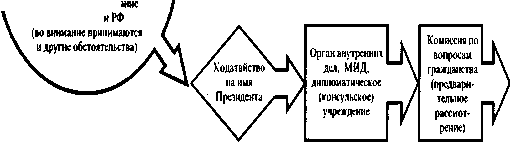 ние
и РФ
(во внимание принимаются
и другие обстоятельства)
Ходатайство
на имя
Президента
Орган внутренних
дел, МИД,
дипломатическое
(консульское)
учреждение
Комиссия по
вопросам
гражданства
(предвари-
тельное
рассмот-
рение)